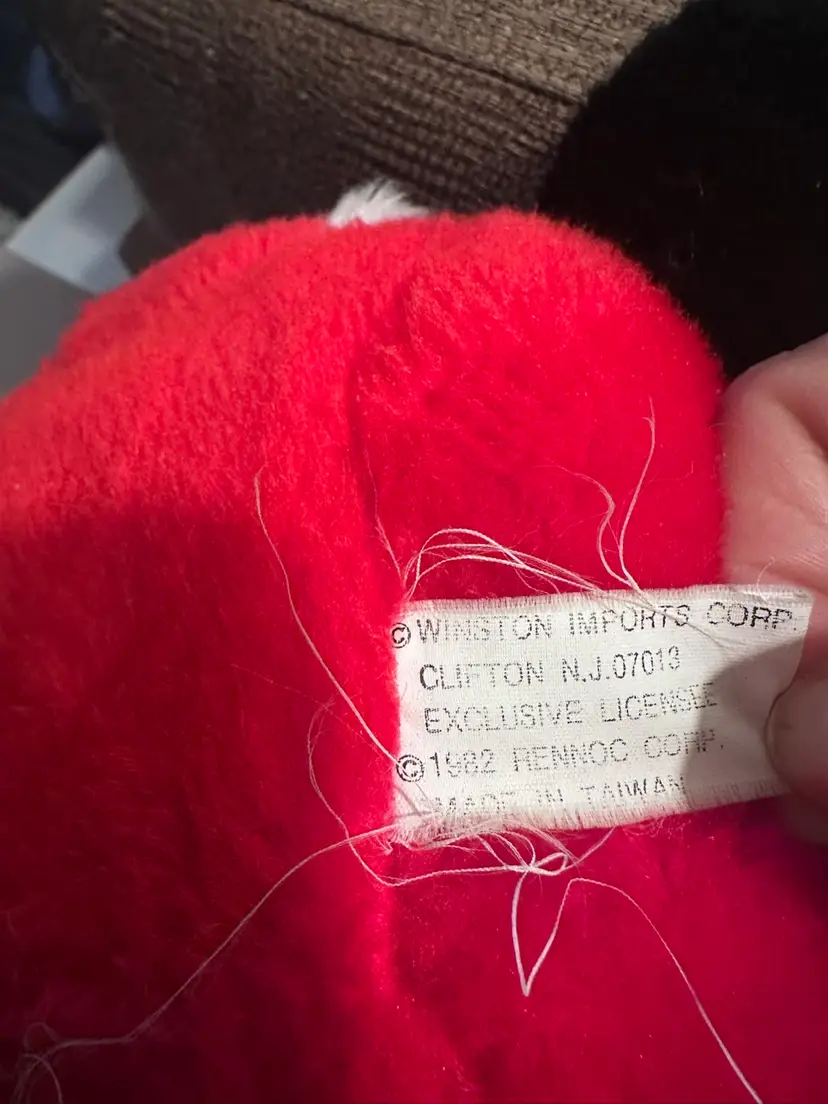 © WINSTON IMPORTS CORP.
CLIFTON N.J. 07013
EXCLUSIVE LICENSEE
© 1982 RENNOC CORP.
MADE IN TAIWAN